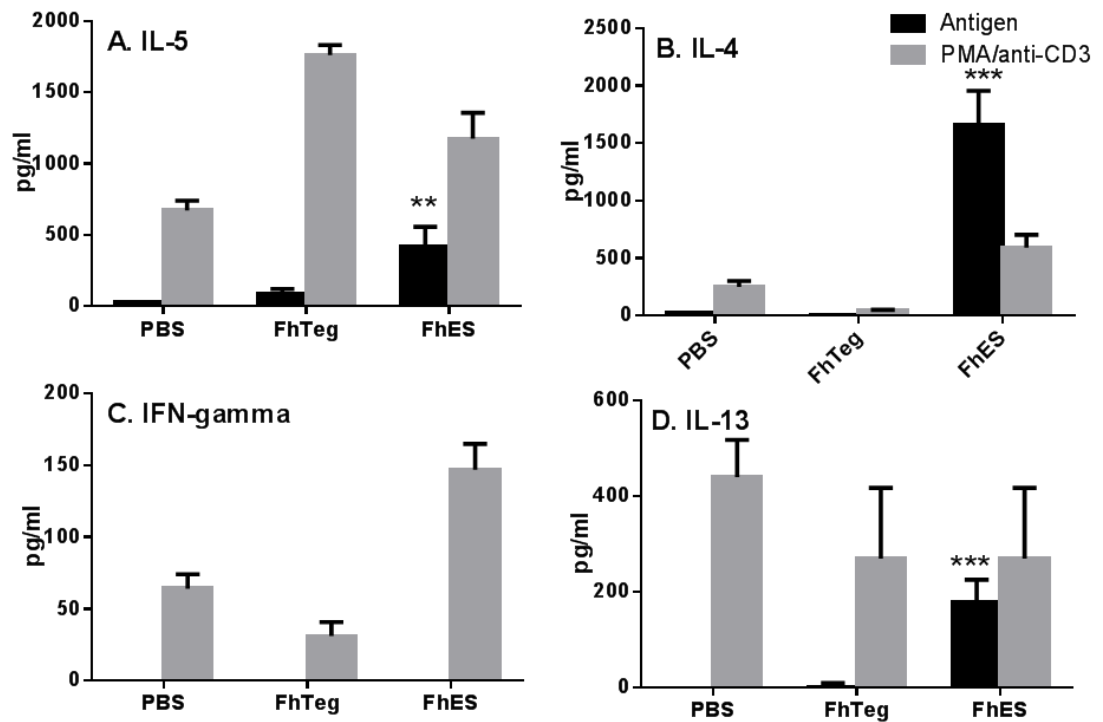 A. IL-5
pg/ml
2000
1500
1000
500
0
**
PBS FhTeg FhES
B. IL-4
Antigen
PMA/anti-CD3
pg/ml
2500
2000
1500
1000
500
0
***
PBS FhTeg FhES
C. IFN-gamma
pg/ml
200
150
100
50
0
PBS FhTeg FhES
D. IL-13
pg/ml
600
400
200
0
***
PBS FhTeg FhES